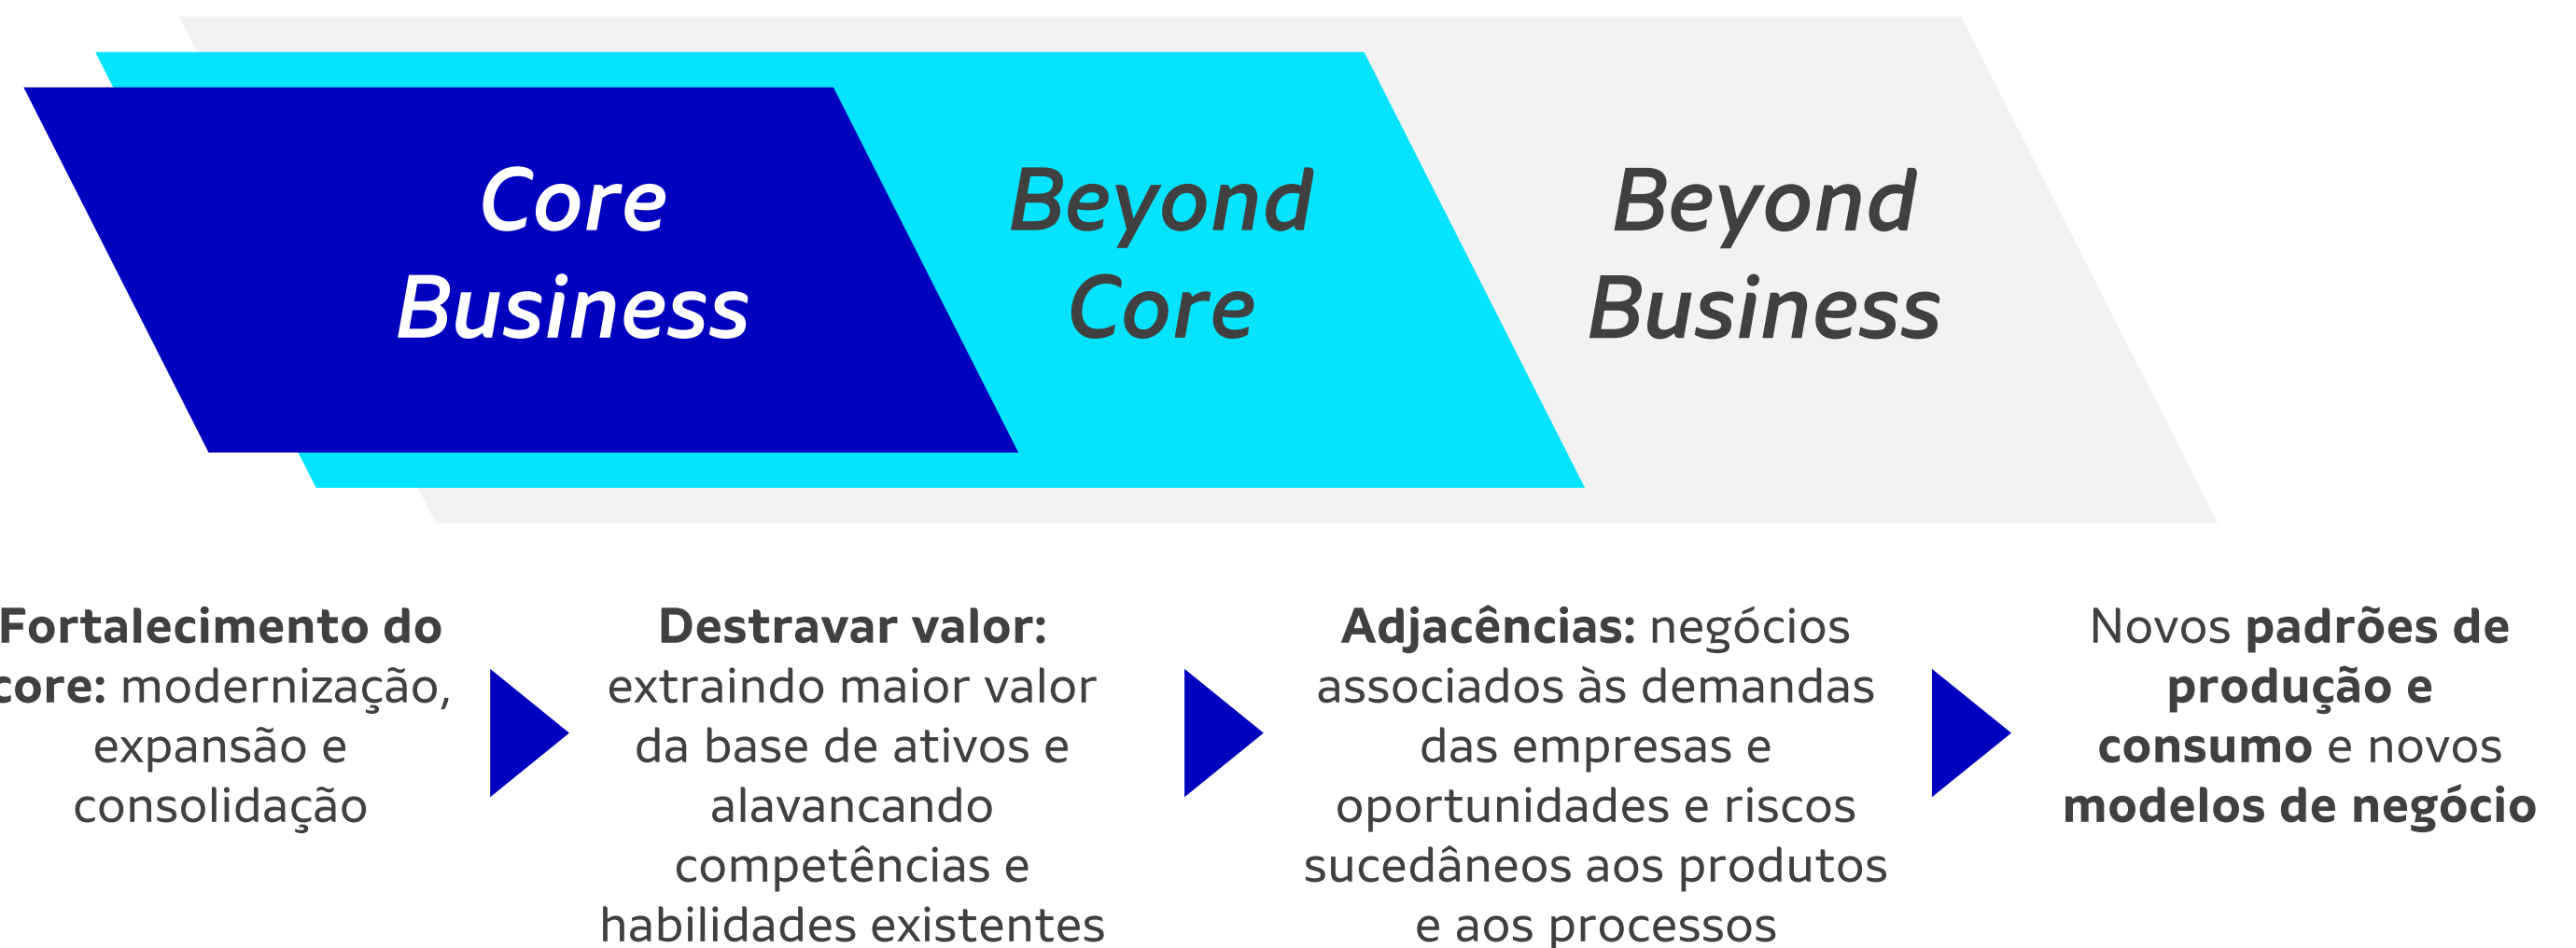 Core
Business
Beyond
Core
Beyond
Business
Fortalecimento do
core: modernização,
expansão e
consolidação
Destravar valor:
extraindo maior valor
da base de ativos e
alavancando
competências e
habilidades existentes
Adjacências: negócios
associados às demandas
das empresas e
oportunidades e riscos
sucedâneos aos produtos
e aos processos
Novos padrões de
produção e
consumo e novos
modelos de negócio